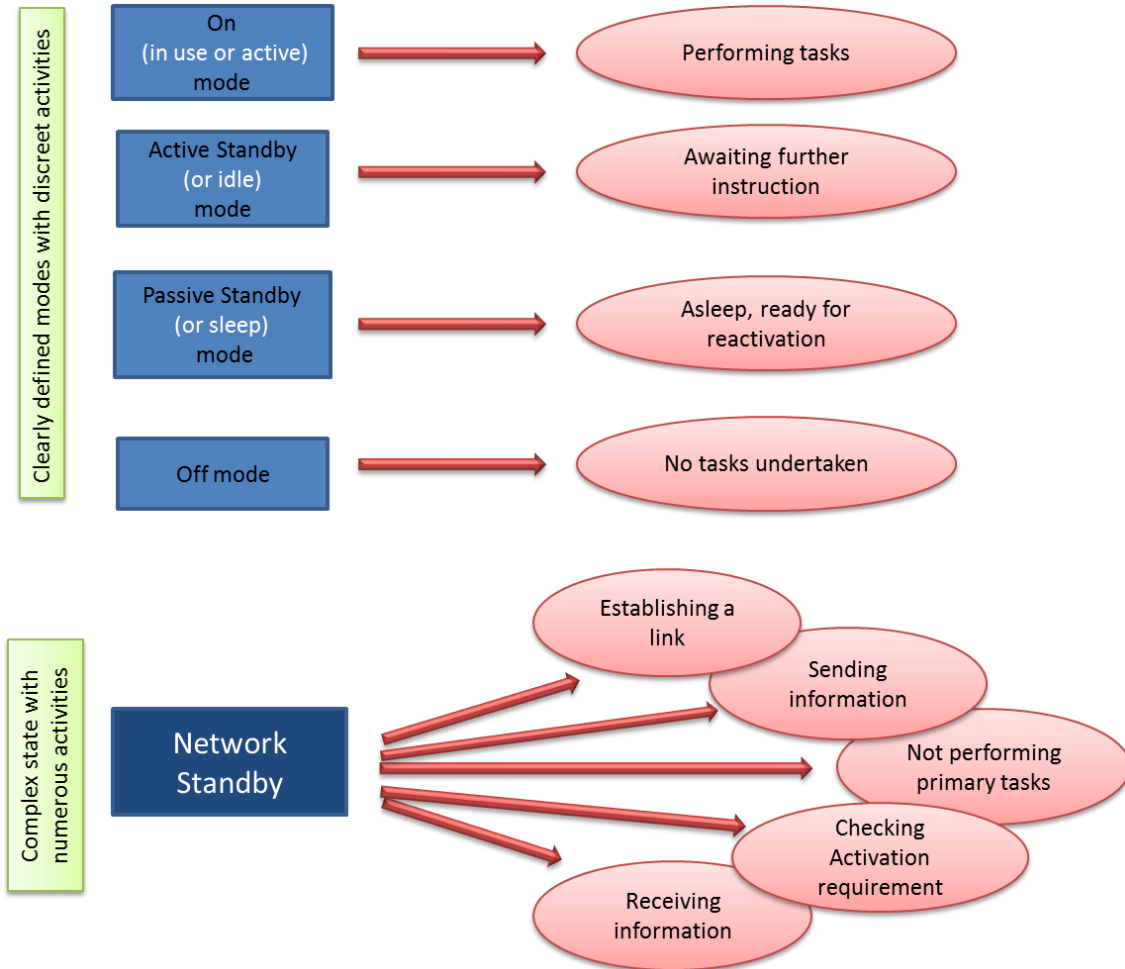 Clearly defined modes with discreet activities
On
(in use or active)
mode
Performing tasks
Active Standby
(or idle)
mode
Awaiting further
instruction
Passive Standby
(or sleep)
mode
Asleep, ready for
reactivation
Off mode
No tasks undertaken
Complex state with
numerous activities
Network
Standby
Establishing a
link
Sending
information
Not performing
primary tasks
Checking
Activation
requirement
Receiving
information